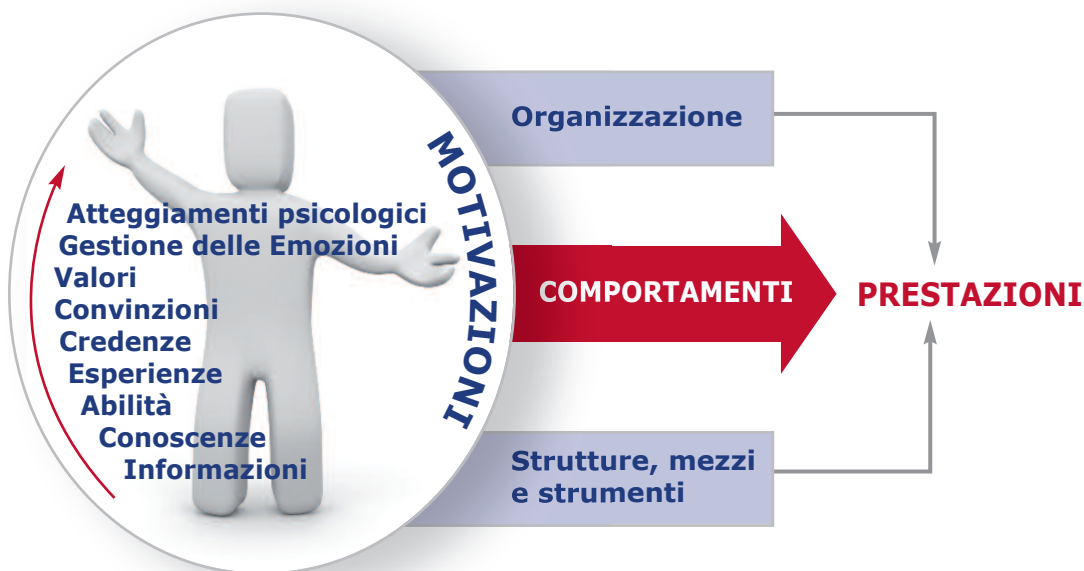 Atteggiamenti psicologici
Gestione delle Emozioni
Valori
Convinzioni
Credenze
Esperienze
Abilità
Conoscenze
Informazioni
MOTIVAZIONI
Organizzazione
COMPORTAMENTI
Strutture, mezzi
e strumenti
PRESTAZIONI